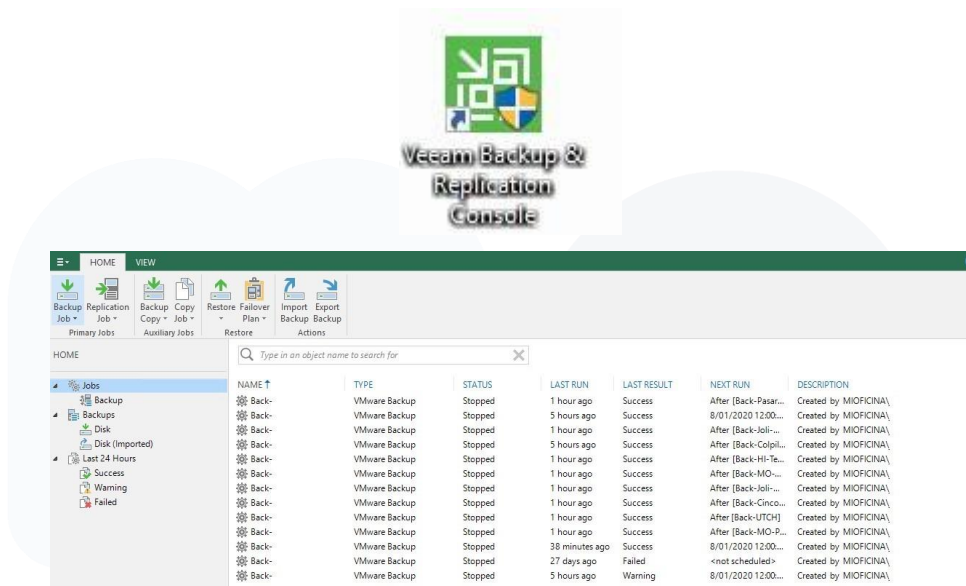 Veeam Backup &
Replication
Console
HOME VIEW
Backup Replication Backup Copy Restore Failover Import Export
Job Job Copy Job Plan Backup Backup
Primary Jobs Auxiliary Jobs Restore Actions
HOME
Type in an object name to search for
Jobs
Backup
Backups
Disk
Disk (Imported)
Last 24 Hours
Success
Warning
Failed
NAME TYPE STATUS LAST RUN LAST RESULT NEXT RUN DESCRIPTION
Back- VMware Backup Stopped 1 hour ago Success After [Back-Pasar... Created by MIOFICINA\
Back- VMware Backup Stopped 5 hours ago Success 8/01/2020 12:00:... Created by MIOFICINA\
Back- VMware Backup Stopped 1 hour ago Success After [Back-Joli-... Created by MIOFICINA\
Back- VMware Backup Stopped 5 hours ago Success After [Back-Colpil... Created by MIOFICINA\
Back- VMware Backup Stopped 1 hour ago Success After [Back-HI-Te... Created by MIOFICINA\
Back- VMware Backup Stopped 1 hour ago Success After [Back-MO-... Created by MIOFICINA\
Back- VMware Backup Stopped 1 hour ago Success After [Back-Joli-... Created by MIOFICINA\
Back- VMware Backup Stopped 1 hour ago Success After [Back-Cinco... Created by MIOFICINA\
Back- VMware Backup Stopped 1 hour ago Success After [Back-UTCH] Created by MIOFICINA\
Back- VMware Backup Stopped 1 hour ago Success After [Back-MO-P... Created by MIOFICINA\
Back- VMware Backup Stopped 38 minutes ago Success 8/01/2020 12:00:... Created by MIOFICINA\
Back- VMware Backup Stopped 27 days ago Failed <not scheduled> Created by MIOFICINA\
Back- VMware Backup Stopped 5 hours ago Warning 8/01/2020 12:00:... Created by MIOFICINA\